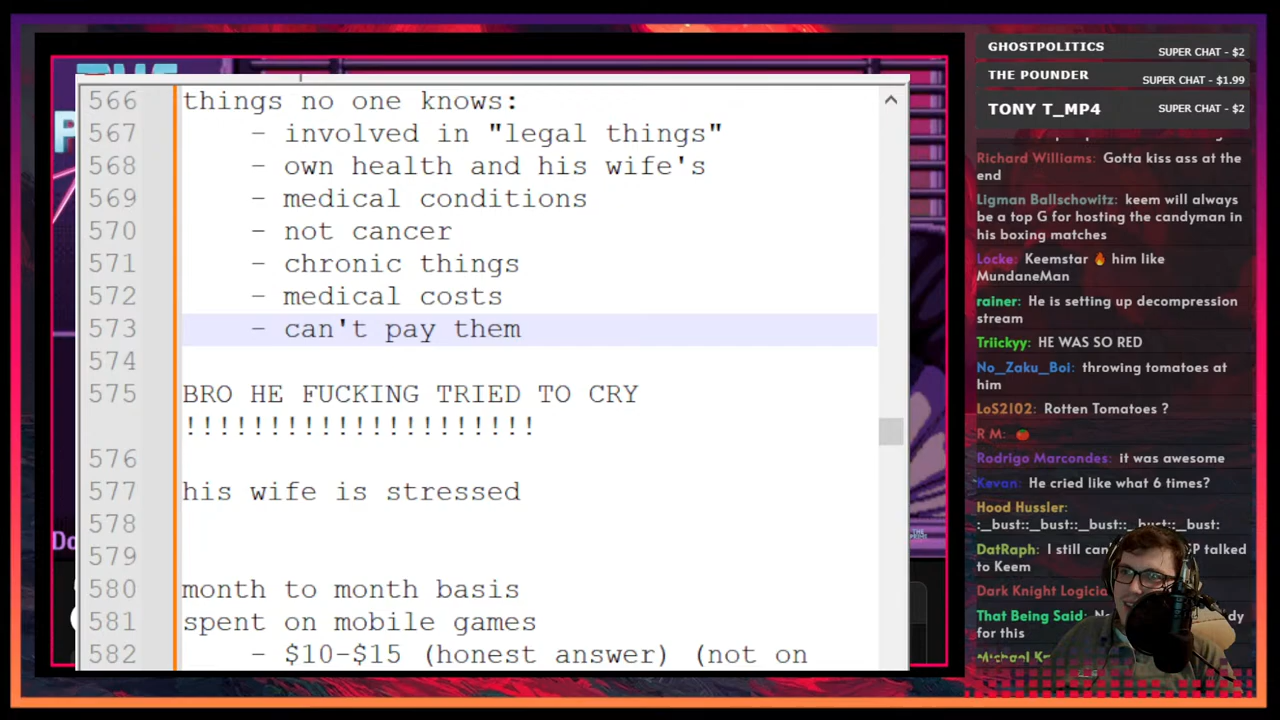 566 things no one knows:
567 - involved in "legal things"
568 - own health and his wife's
569 - medical conditions
570 - not cancer
571 - chronic things
572 - medical costs
573 - can't pay them
574
575 BRO HE FUCKING TRIED TO CRY
!!!!!!!!!!!!!!!!!!!!!
576
577 his wife is stressed
578
579
580 month to month basis
581 spent on mobile games
582 - $10-$15 (honest answer) (not on
GHOSTPOLITICS SUPER CHAT - $2
THE POUNDER SUPER CHAT - $1.99
TONY T_MP4 SUPER CHAT - $2
Richard Williams: Gotta kiss ass at the
end
Ligman Ballschowitz: keem will always
be a top G for hosting the candyman in
his boxing matches
Locke: Keemstar 🔥 him like
MundaneMan
rainer: He is setting up decompression
stream
Triickyy: HE WAS SO RED
No_Zaku_Boi: throwing tomatoes at
him
LoS2102: Rotten Tomatoes ?
R M: 🍅
Rodrigo Marcondes: it was awesome
Kevan: He cried like what 6 times?
Hood Hussler:
:_bust::_bust::_bust::_bust::_bust:
DatRaph: I still can' talked
to Keem
Dark Knight Logicia
That Being Said:
for this
Do